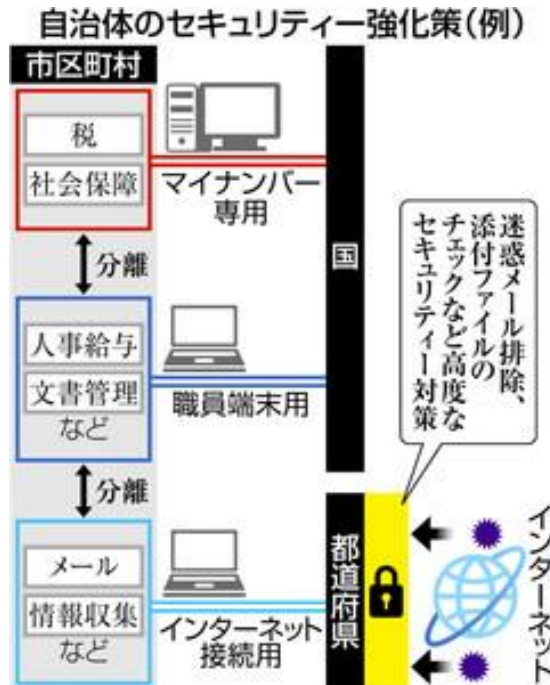 自治体のセキュリティー強化策(例)
市区町村
税
社会保障
マイナンバー
専用
分離
人事給与
文書管理
など
職員端末用
分離
メール
情報収集
など
インターネット
接続用
国
都道府県
迷惑メール排除、
添付ファイルの
チェックなど高度な
セキュリティー対策
インターネット